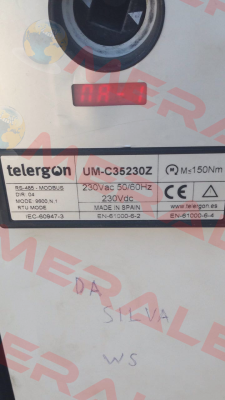 telergon
UM-C35230Z
M±150Nm
RS-485 - MODBUS
DIR: 04
MODE: 9600,N,1
RTU MODE
230Vac 50/60Hz
230Vdc
MADE IN SPAIN
CE
www.telergon.es
IEC-60947-3
EN-61000-6-2
EN-61000-6-4
DA
SILVA
W5